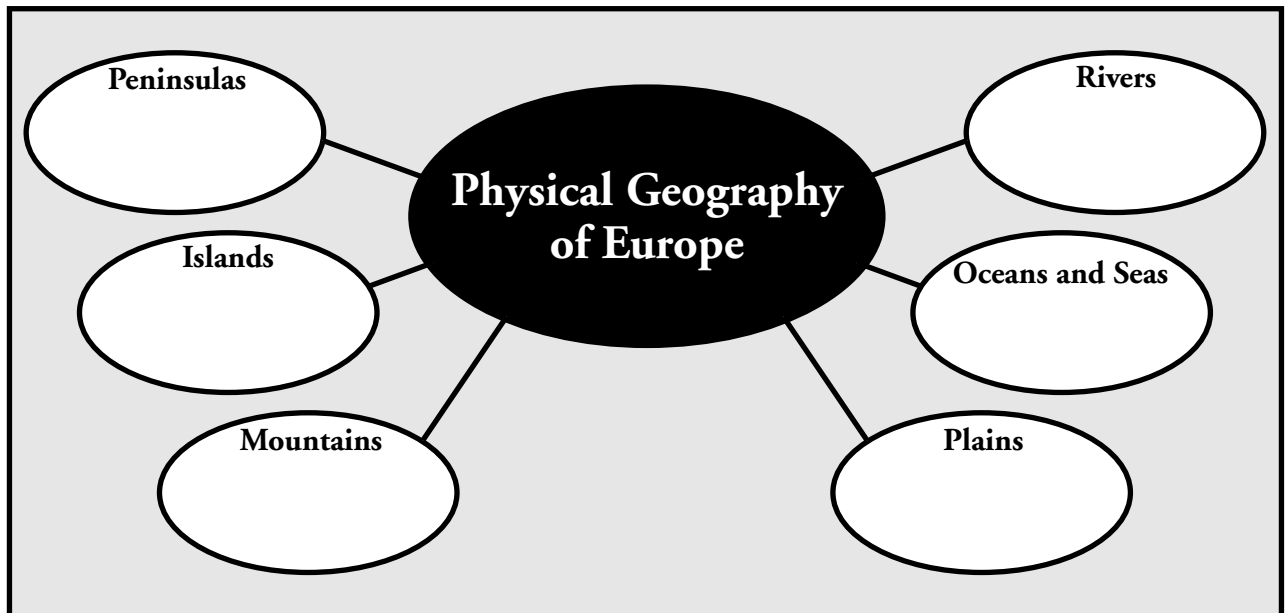 Peninsulas
Rivers
Physical Geography
of Europe
Islands
Oceans and Seas
Mountains
Plains